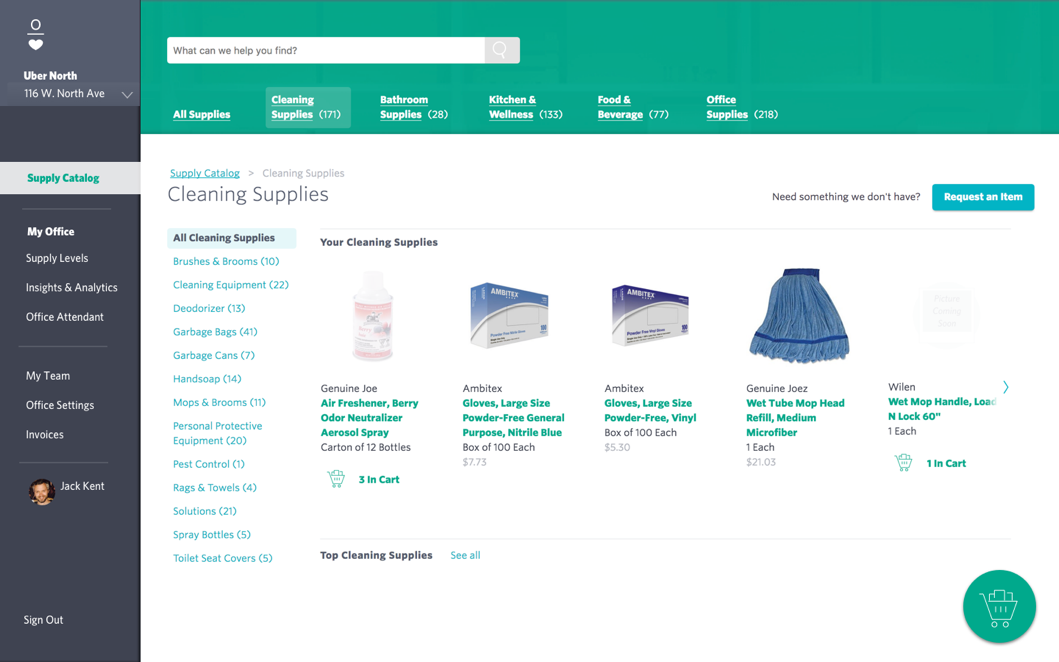 O
Uber North
116 W. North Ave
Supply Catalog
My Office
Supply Levels
Insights & Analytics
Office Attendant
My Team
Office Settings
Invoices
Jack Kent
Sign Out
What can we help you find?
All Supplies
Cleaning
Supplies (171)
Bathroom
Supplies (28)
Kitchen &
Wellness (133)
Food &
Beverage (77)
Office
Supplies (218)
Supply Catalog > Cleaning Supplies
Cleaning Supplies
Need something we don't have?
Request an Item
All Cleaning Supplies
Brushes & Brooms (10)
Cleaning Equipment (22)
Deodorizer (13)
Garbage Bags (41)
Garbage Cans (7)
Handsoap (14)
Mops & Brooms (11)
Personal Protective
Equipment (20)
Pest Control (1)
Rags & Towels (4)
Solutions (21)
Spray Bottles (5)
Toilet Seat Covers (5)
Your Cleaning Supplies
Genuine Joe
Air Freshener, Berry
Odor Neutralizer
Aerosol Spray
Carton of 12 Bottles
3 In Cart
AMBITEX
100
Ambitex
Gloves, Large Size
Powder-Free General
Purpose, Nitrile Blue
Box of 100 Each
$7.73
AMBITEX
100
Ambitex
Gloves, Large Size
Powder-Free, Vinyl
Box of 100 Each
$5.30
Genuine Joez
Wet Tube Mop Head
Refill, Medium
Microfiber
1 Each
$21.03
Picture
Coming
Soon
Wilen
Wet Mop Handle, Load
N Lock 60"
1 Each
1 In Cart
Top Cleaning Supplies
See all